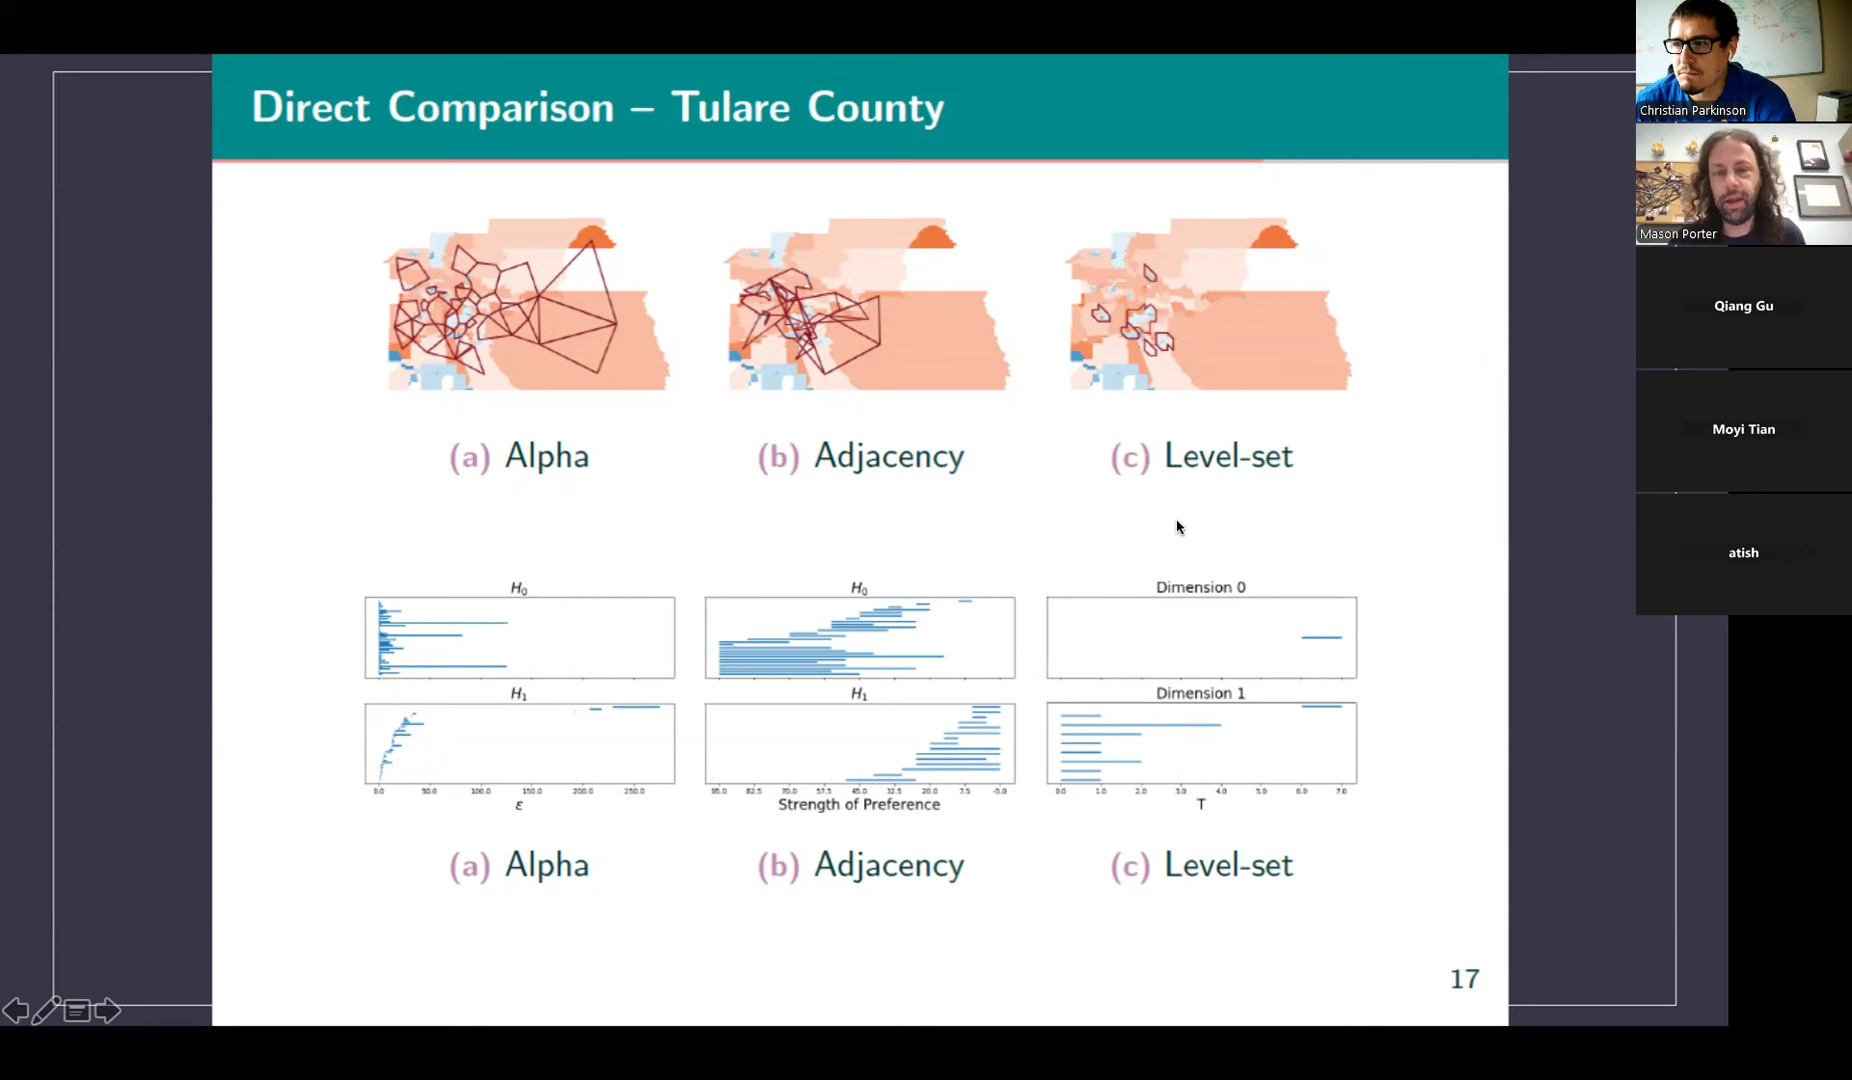 Direct Comparison – Tulare County
(a) Alpha
(b) Adjacency
(c) Level-set
H0
H0
Dimension 0
H1
H1
Dimension 1
0.0 50.0 100.0 150.0 200.0 250.0
95.0 82.5 70.0 57.5 45.0 32.5 20.0 7.5 -5.0
0.0 1.0 2.0 3.0 4.0 5.0 6.0 7.0
ε
Strength of Preference
T
(a) Alpha
(b) Adjacency
(c) Level-set
17
Christian Parkinson
Mason Porter
Qiang Gu
Moyi Tian
atish